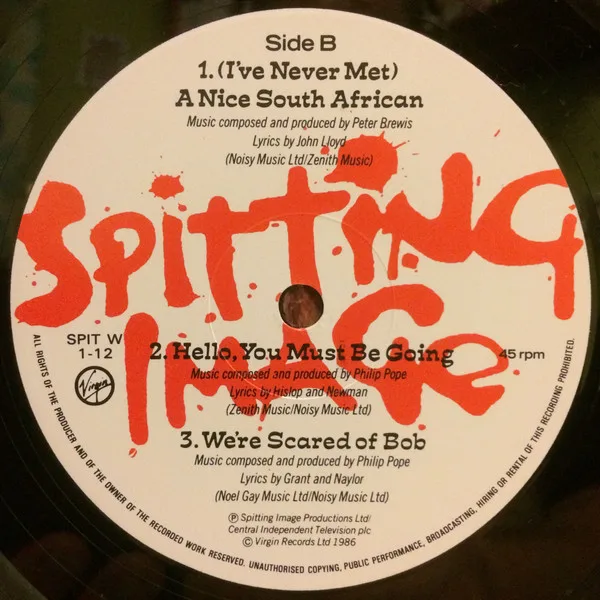 Side B
1. (I've Never Met)
A Nice South African
Music composed and produced by Peter Brewis
Lyrics by John Lloyd
(Noisy Music Ltd/Zenith Music)
SPITTING
IMAGE
SPIT W
1-12
Virgin
2. Hello, You Must Be Going
45 rpm
Music composed and produced by Philip Pope
Lyrics by Hislop and Newman
(Zenith Music/Noisy Music Ltd)
3. We're Scared of Bob
Music composed and produced by Philip Pope
Lyrics by Grant and Naylor
(Noel Gay Music Ltd/Noisy Music Ltd)
Ⓟ Spitting Image Productions Ltd/
Central Independent Television plc
© Virgin Records Ltd 1986
ALL RIGHTS OF THE PRODUCER AND OF THE OWNER OF THE RECORDED WORK RESERVED. UNAUTHORISED COPYING, PUBLIC PERFORMANCE, BROADCASTING, HIRING OR RENTAL OF THIS RECORDING PROHIBITED.